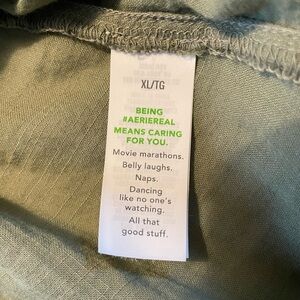 XL/TG
BEING
#AERIEREAL
MEANS CARING
FOR YOU.
Movie marathons.
Belly laughs.
Naps.
Dancing
like no one's
watching.
All that
good stuff.